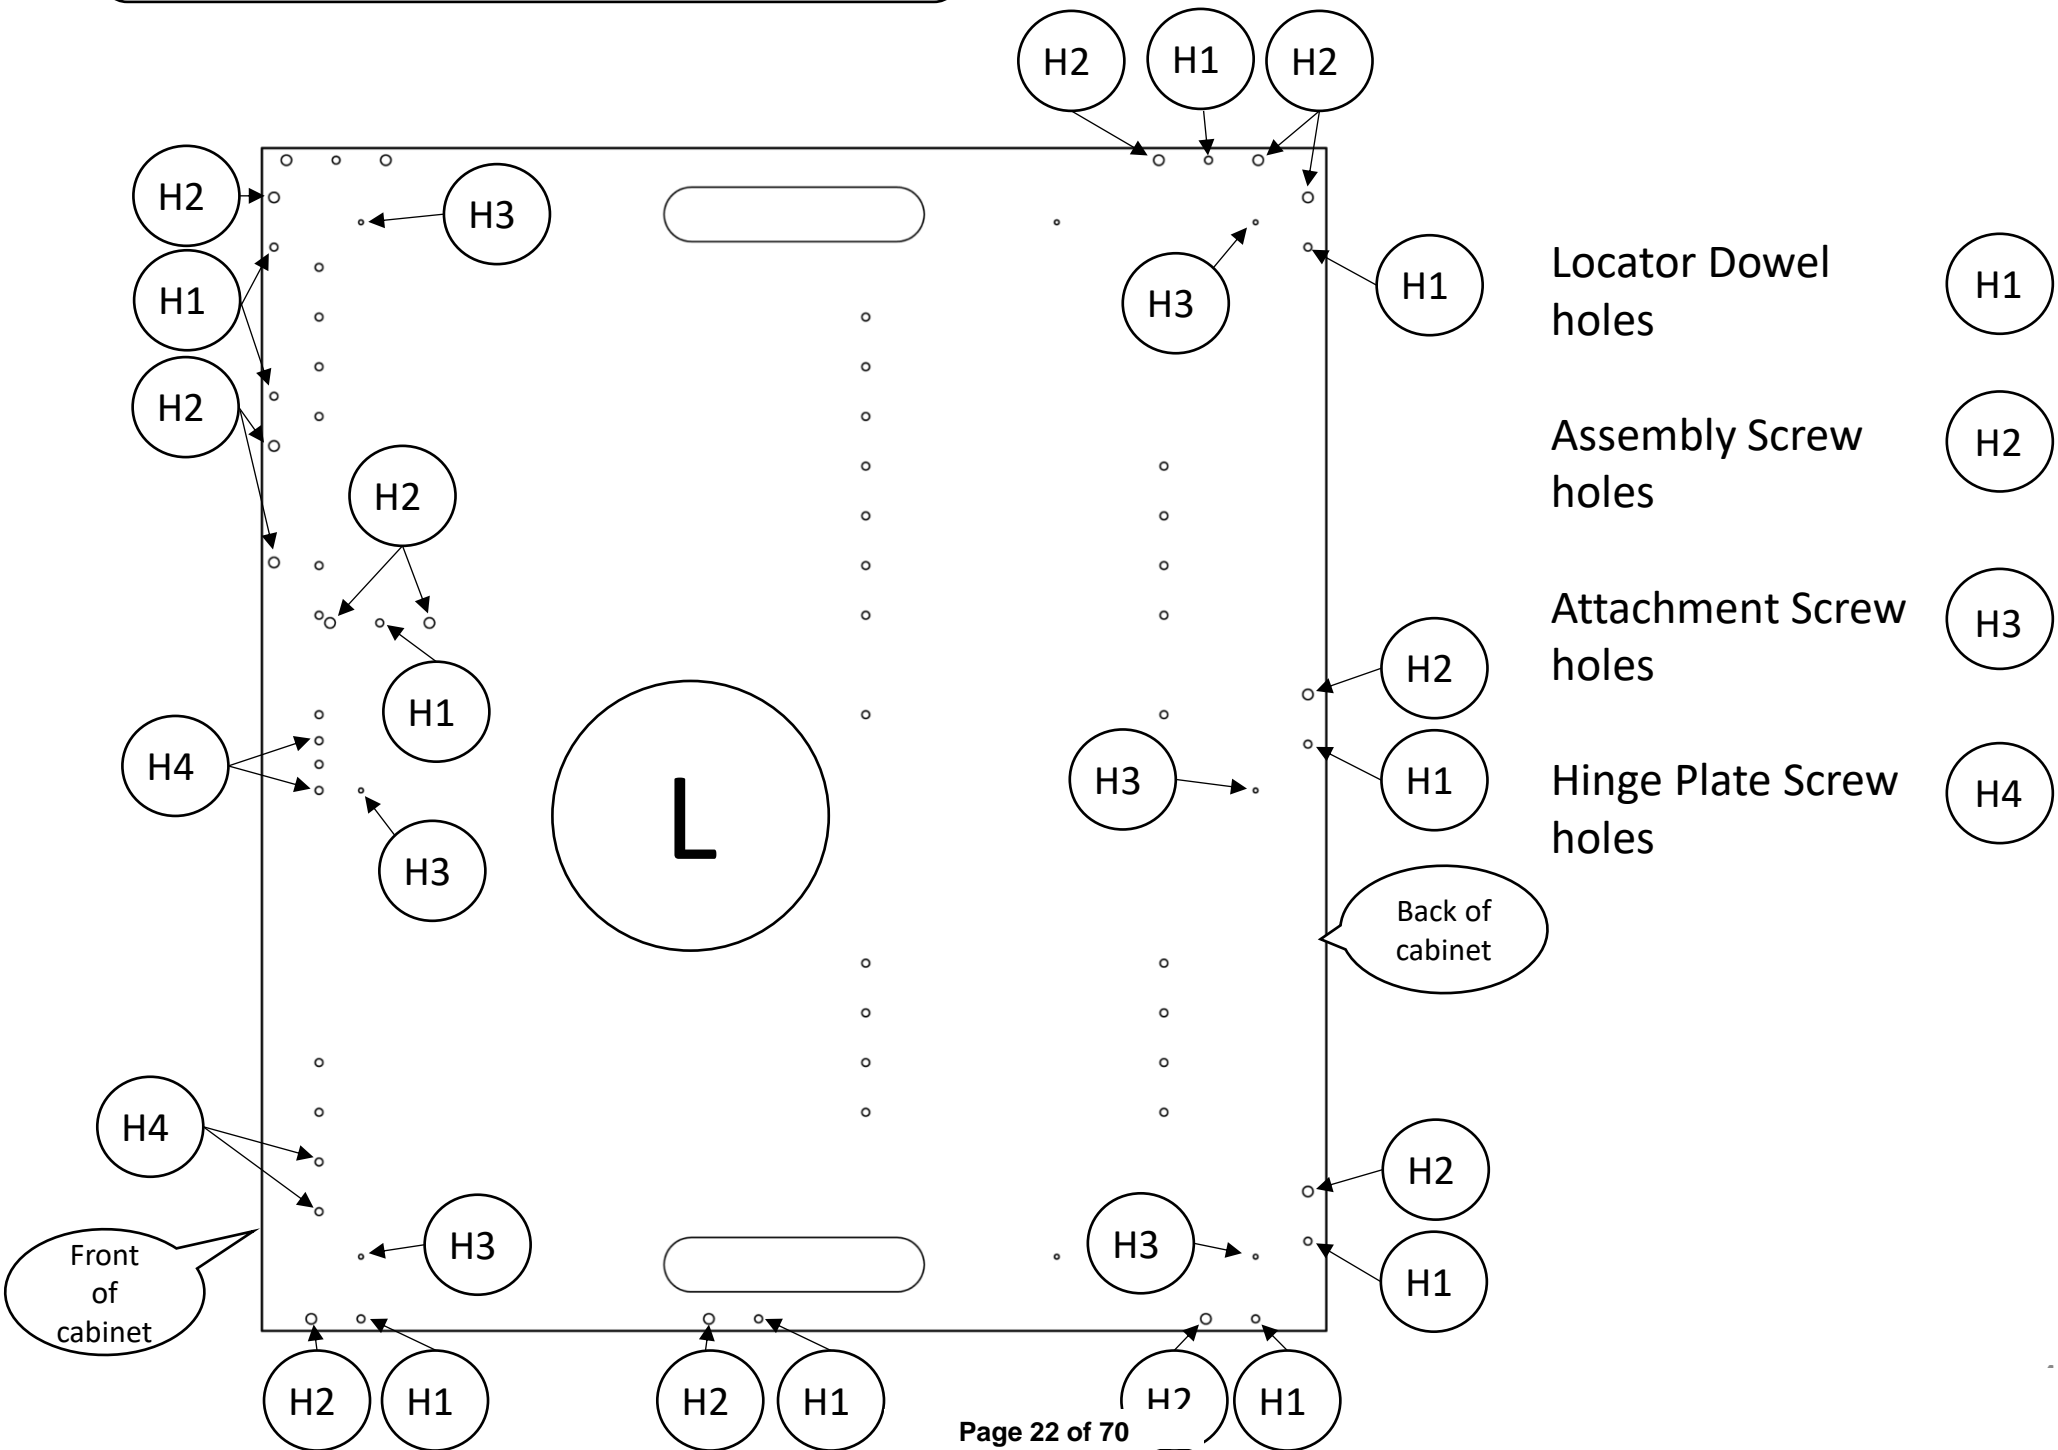 H2
H1
H2
H2
H3
H1
H3
H1
Locator Dowel
holes
H1
H2
Assembly Screw
holes
H2
H2
Attachment Screw
holes
H3
H2
H1
H4
H3
H1
Hinge Plate Screw
holes
H4
L
H3
Back of
cabinet
H4
H2
Front
of
cabinet
H3
H3
H1
H2
H1
H2
H1
H2
H1
Page 22 of 70